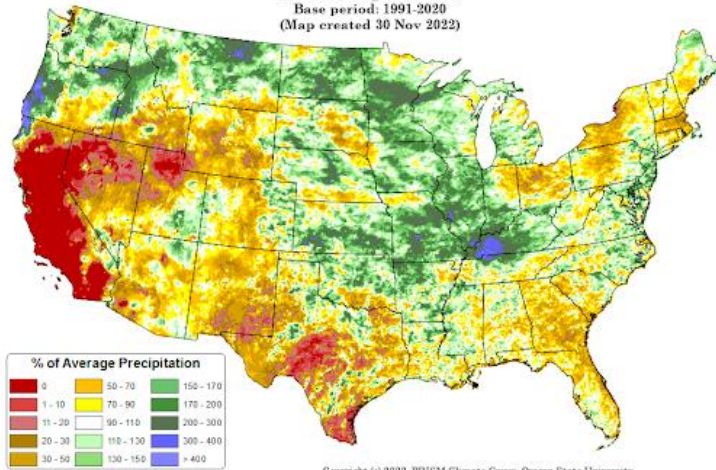 Base period: 1991-2020
(Map created 30 Nov 2022)
% of Average Precipitation
0
50 - 70
150 - 170
1 - 10
70 - 90
170 - 200
11 - 20
90 - 110
200 - 300
20 - 30
110 - 130
300 - 400
30 - 50
130 - 150
> 400
Copyright (c) 2022, PRISM Climate Group, Oregon State University